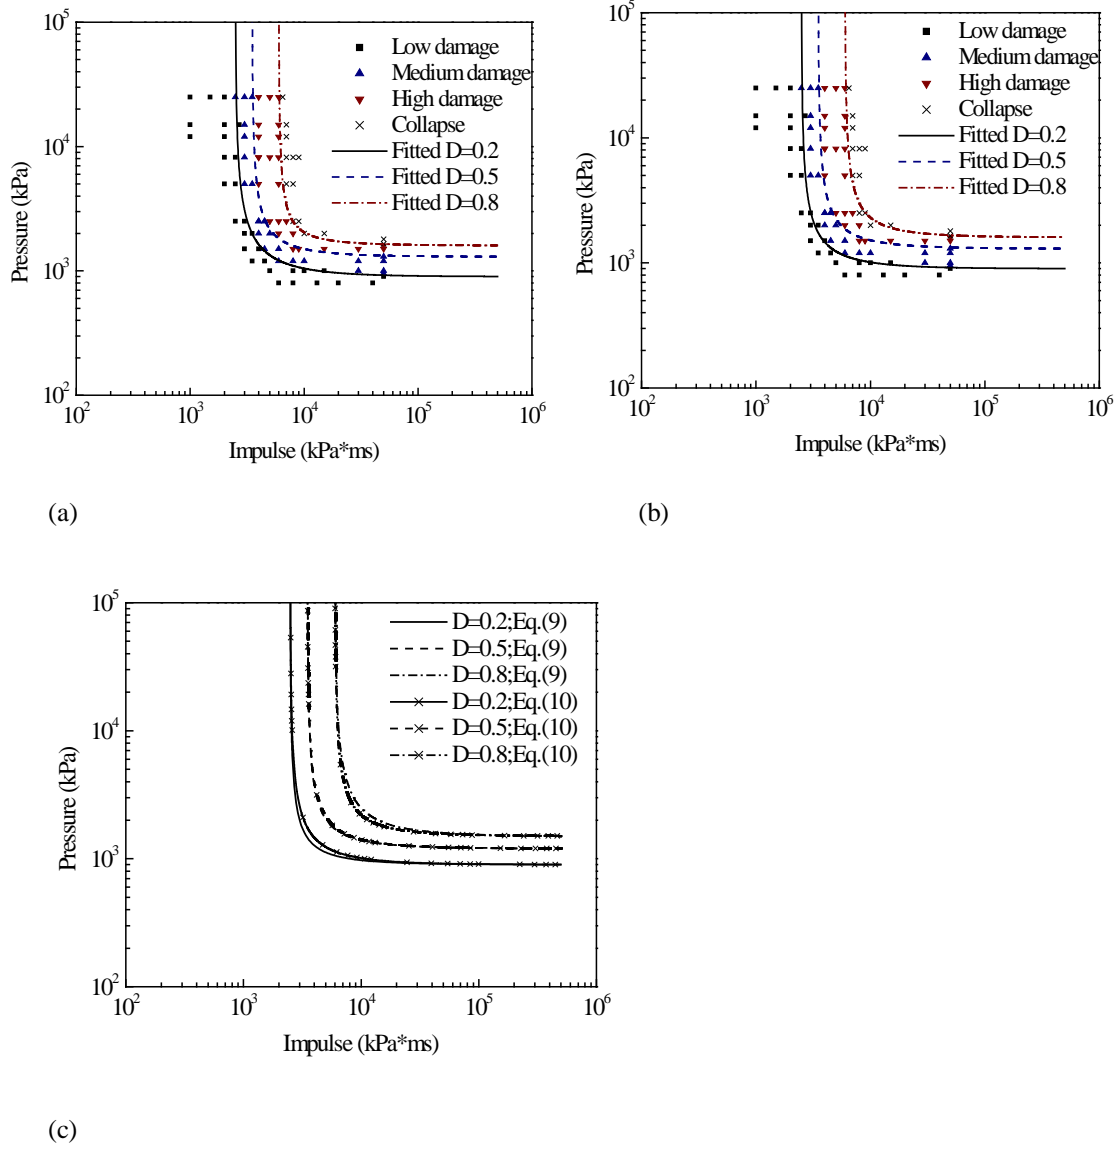 10^5
10^4
10^3
10^2
Pressure (kPa)
Low damage
Medium damage
High damage
Collapse
Fitted D=0.2
Fitted D=0.5
Fitted D=0.8
10^2 10^3 10^4 10^5 10^6
Impulse (kPa*ms)
(a)
10^5
10^4
10^3
10^2
Pressure (kPa)
Low damage
Medium damage
High damage
Collapse
Fitted D=0.2
Fitted D=0.5
Fitted D=0.8
10^2 10^3 10^4 10^5 10^6
Impulse (kPa*ms)
(b)
10^5
10^4
10^3
10^2
Pressure (kPa)
D=0.2;Eq.(9)
D=0.5;Eq.(9)
D=0.8;Eq.(9)
D=0.2;Eq.(10)
D=0.5;Eq.(10)
D=0.8;Eq.(10)
10^2 10^3 10^4 10^5 10^6
Impulse (kPa*ms)
(c)